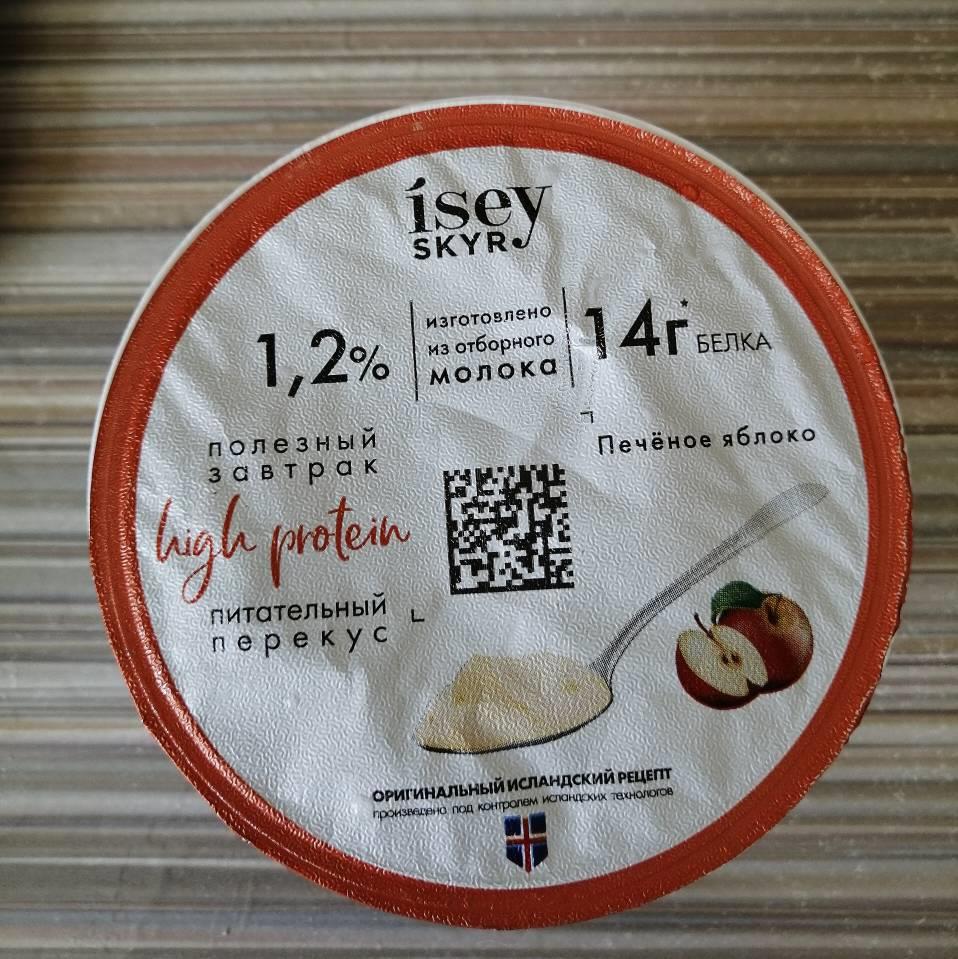 ísey
SKYR
1,2%
изготовлено
из отборного
молока
14г* БЕЛКА
Печёное яблоко
полезный
завтрак
high protein
питательный
перекус
ОРИГИНАЛЬНЫЙ ИСЛАНДСКИЙ РЕЦЕПТ
произведено под контролем исландских технологов